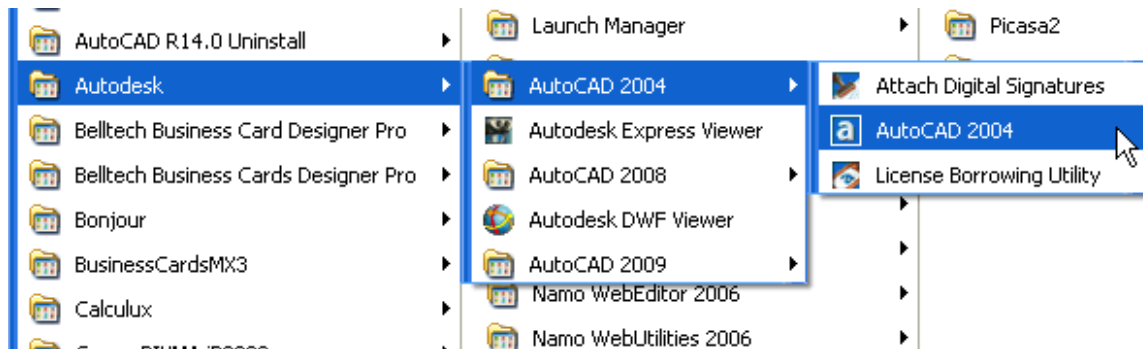 AutoCAD R14.0 Uninstall
Autodesk
Belltech Business Card Designer Pro
Belltech Business Cards Designer Pro
Bonjour
BusinessCardsMX3
Calculux
Launch Manager
AutoCAD 2004
Autodesk Express Viewer
AutoCAD 2008
Autodesk DWF Viewer
AutoCAD 2009
Namo WebEditor 2006
Namo WebUtilities 2006
Picasa2
Attach Digital Signatures
AutoCAD 2004
License Borrowing Utility